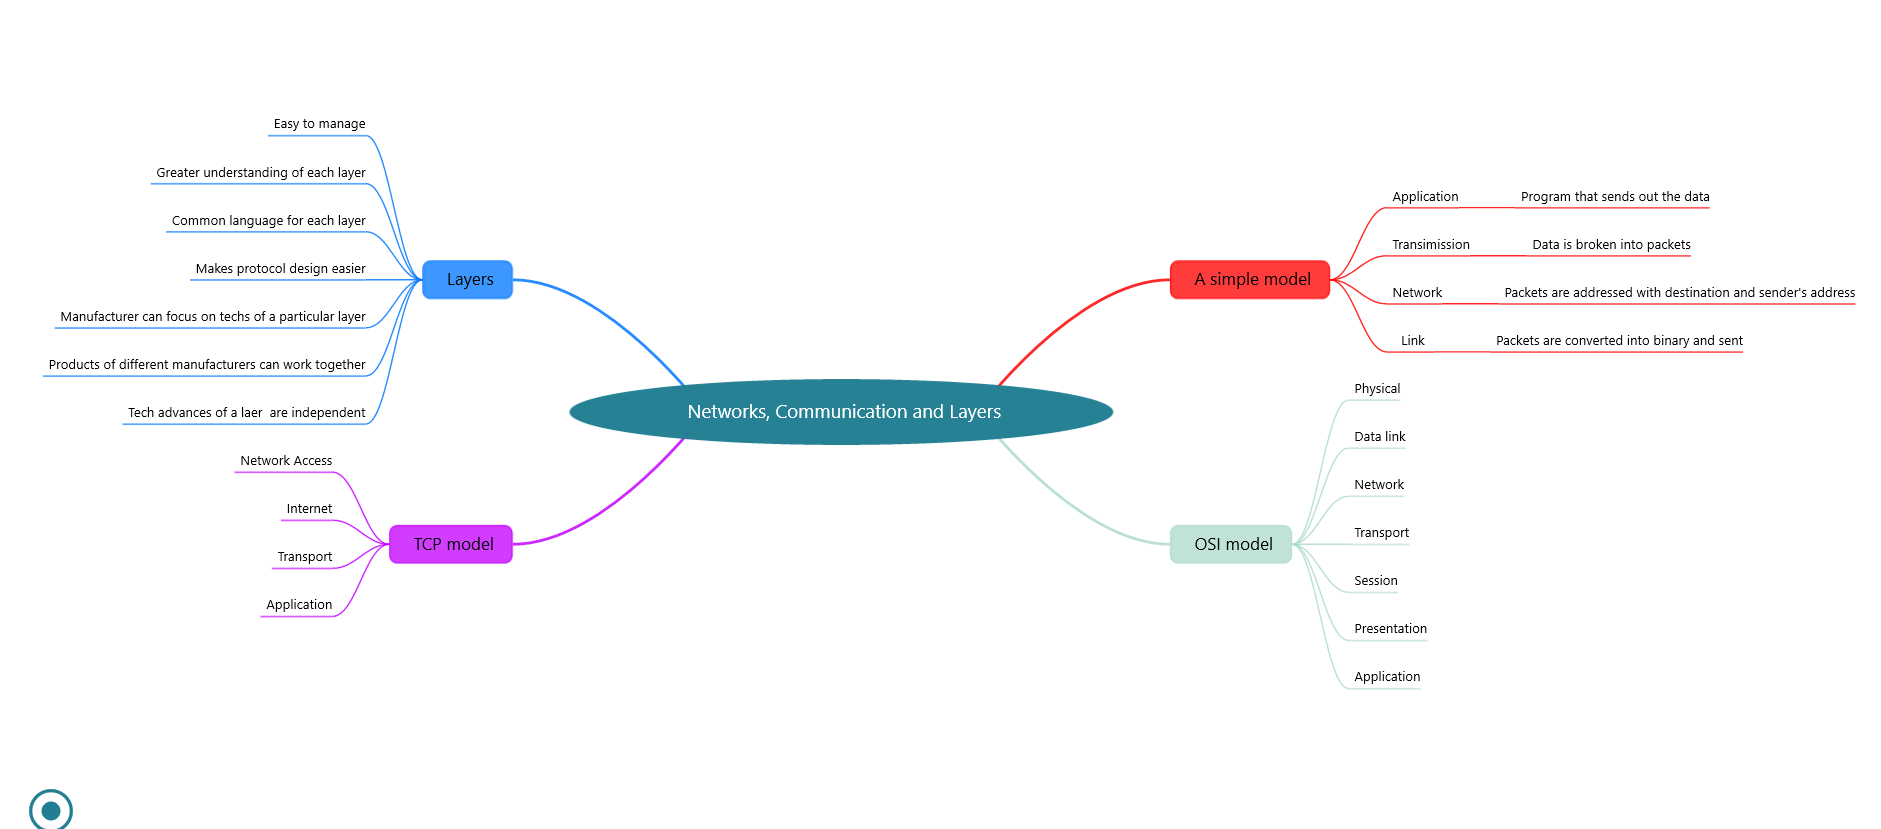 Networks, Communication and Layers
Layers
Easy to manage
Greater understanding of each layer
Common language for each layer
Makes protocol design easier
Manufacturer can focus on techs of a particular layer
Products of different manufacturers can work together
Tech advances of a laer  are independent
TCP model
Network Access
Internet
Transport
Application
A simple model
Application
Program that sends out the data
Transimission
Data is broken into packets
Network
Packets are addressed with destination and sender's address
Link
Packets are converted into binary and sent
OSI model
Physical
Data link
Network
Transport
Session
Presentation
Application